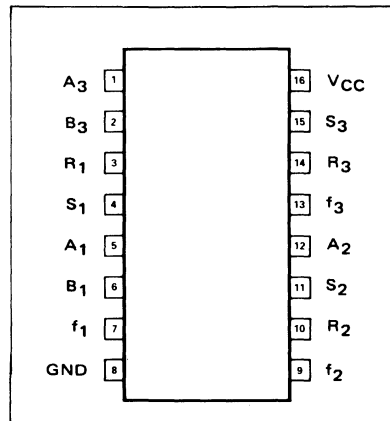 A3 1 16 VCC
B3 2 15 S3
R1 3 14 R3
S1 4 13 f3
A1 5 12 A2
B1 6 11 S2
f1 7 10 R2
GND 8 9 f2